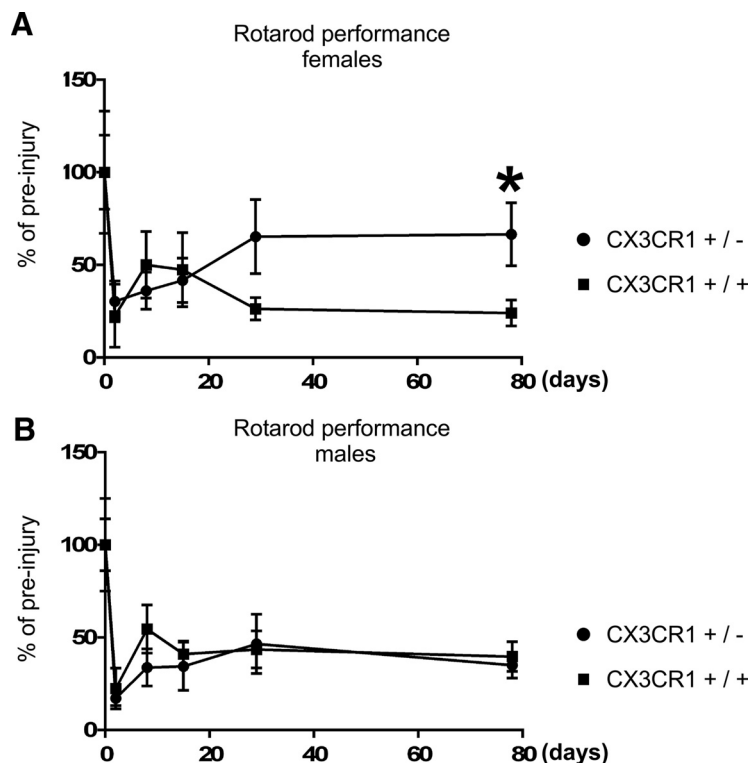 A
Rotarod performance
females
% of pre-injury
150
100
50
0
*
0 20 40 60 80 (days)
● CX3CR1 + / -
■ CX3CR1 + / +
B
Rotarod performance
males
% of pre-injury
150
100
50
0
0 20 40 60 80 (days)
● CX3CR1 + / -
■ CX3CR1 + / +